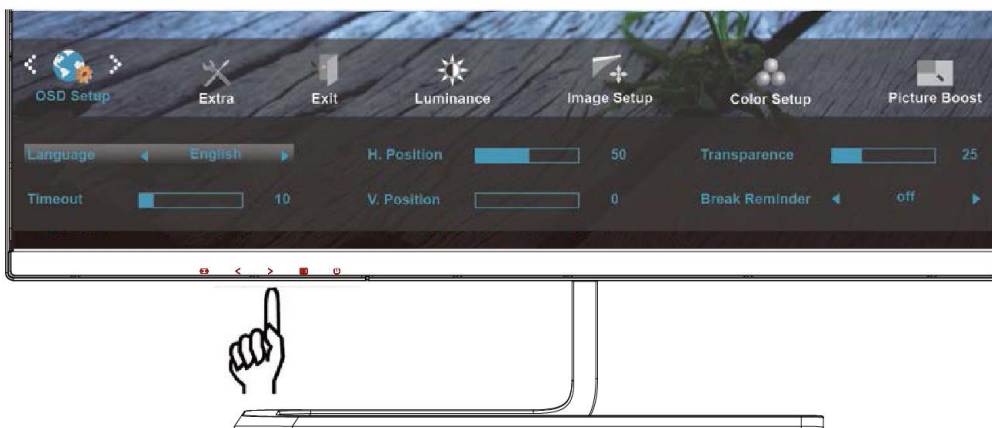 OSD Setup Extra Exit Luminance Image Setup Color Setup Picture Boost
Language English H. Position 50 Transparence 25
Timeout 10 V. Position 0 Break Reminder off